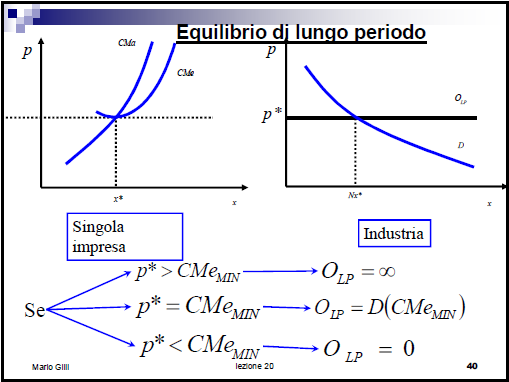 Equilibrio di lungo periodo
p
CMa
CMe
x*
x
p
p*
O_LP
D
Nx*
x
Singola
impresa
Industria
Se
p* > CMe_MIN
O_LP = ∞
p* = CMe_MIN
O_LP = D(CMe_MIN)
p* < CMe_MIN
O_LP = 0
Mario Gilli
lezione 20
40